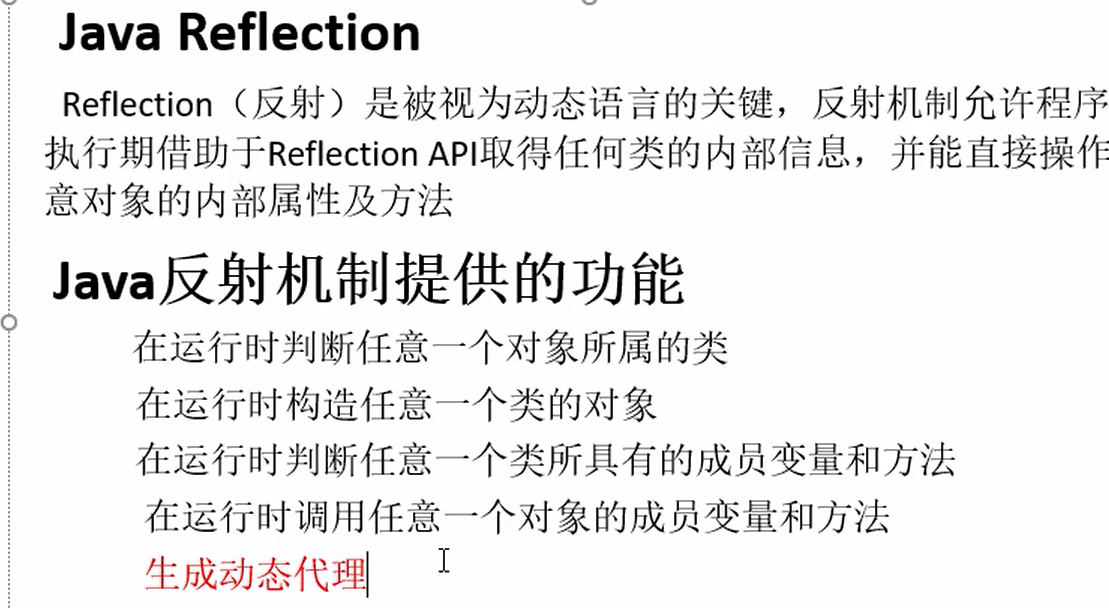 Java Reflection
Reflection（反射）是被视为动态语言的关键，反射机制允许程序
执行期借助于Reflection API取得任何类的内部信息，并能直接操作
意对象的内部属性及方法
Java反射机制提供的功能
在运行时判断任意一个对象所属的类
在运行时构造任意一个类的对象
在运行时判断任意一个类所具有的成员变量和方法
在运行时调用任意一个对象的成员变量和方法
生成动态代理